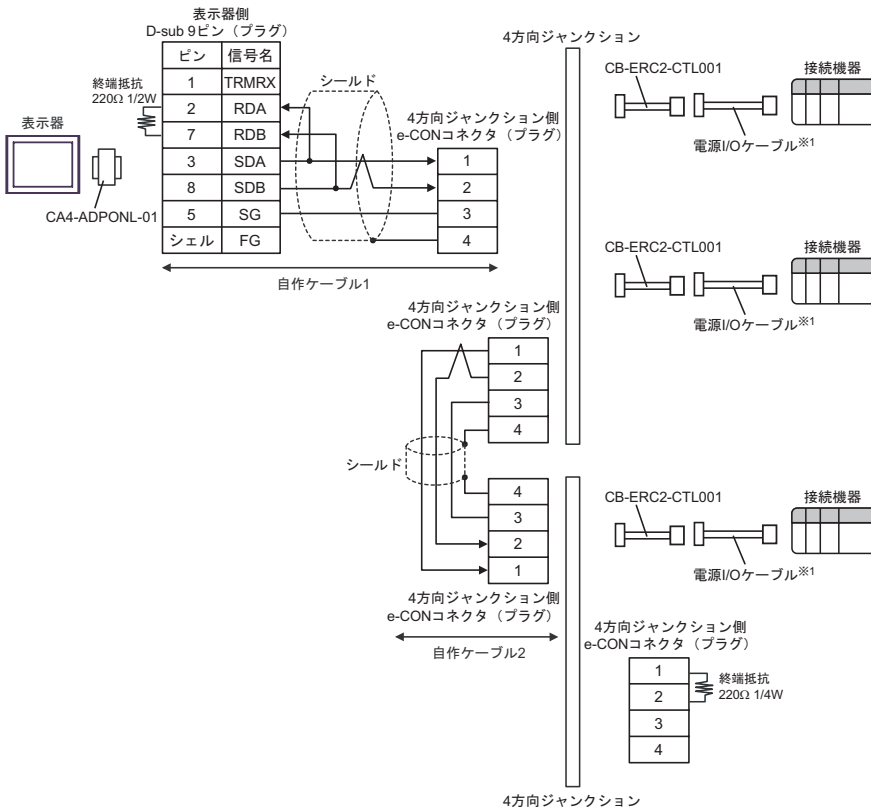 表示器側
D-sub 9ピン（プラグ）
ピン 信号名
1 TRMRX
2 RDA
7 RDB
3 SDA
8 SDB
5 SG
シェル FG
終端抵抗
220Ω 1/2W
表示器
CA4-ADPONL-01
シールド
4方向ジャンクション側
e-CONコネクタ（プラグ）
1
2
3
4
自作ケーブル1
4方向ジャンクション
CB-ERC2-CTL001
接続機器
電源I/Oケーブル※1
CB-ERC2-CTL001
接続機器
電源I/Oケーブル※1
4方向ジャンクション側
e-CONコネクタ（プラグ）
1
2
3
4
シールド
4
3
2
1
4方向ジャンクション側
e-CONコネクタ（プラグ）
自作ケーブル2
CB-ERC2-CTL001
接続機器
電源I/Oケーブル※1
4方向ジャンクション側
e-CONコネクタ（プラグ）
1
2
3
4
終端抵抗
220Ω 1/4W
4方向ジャンクション